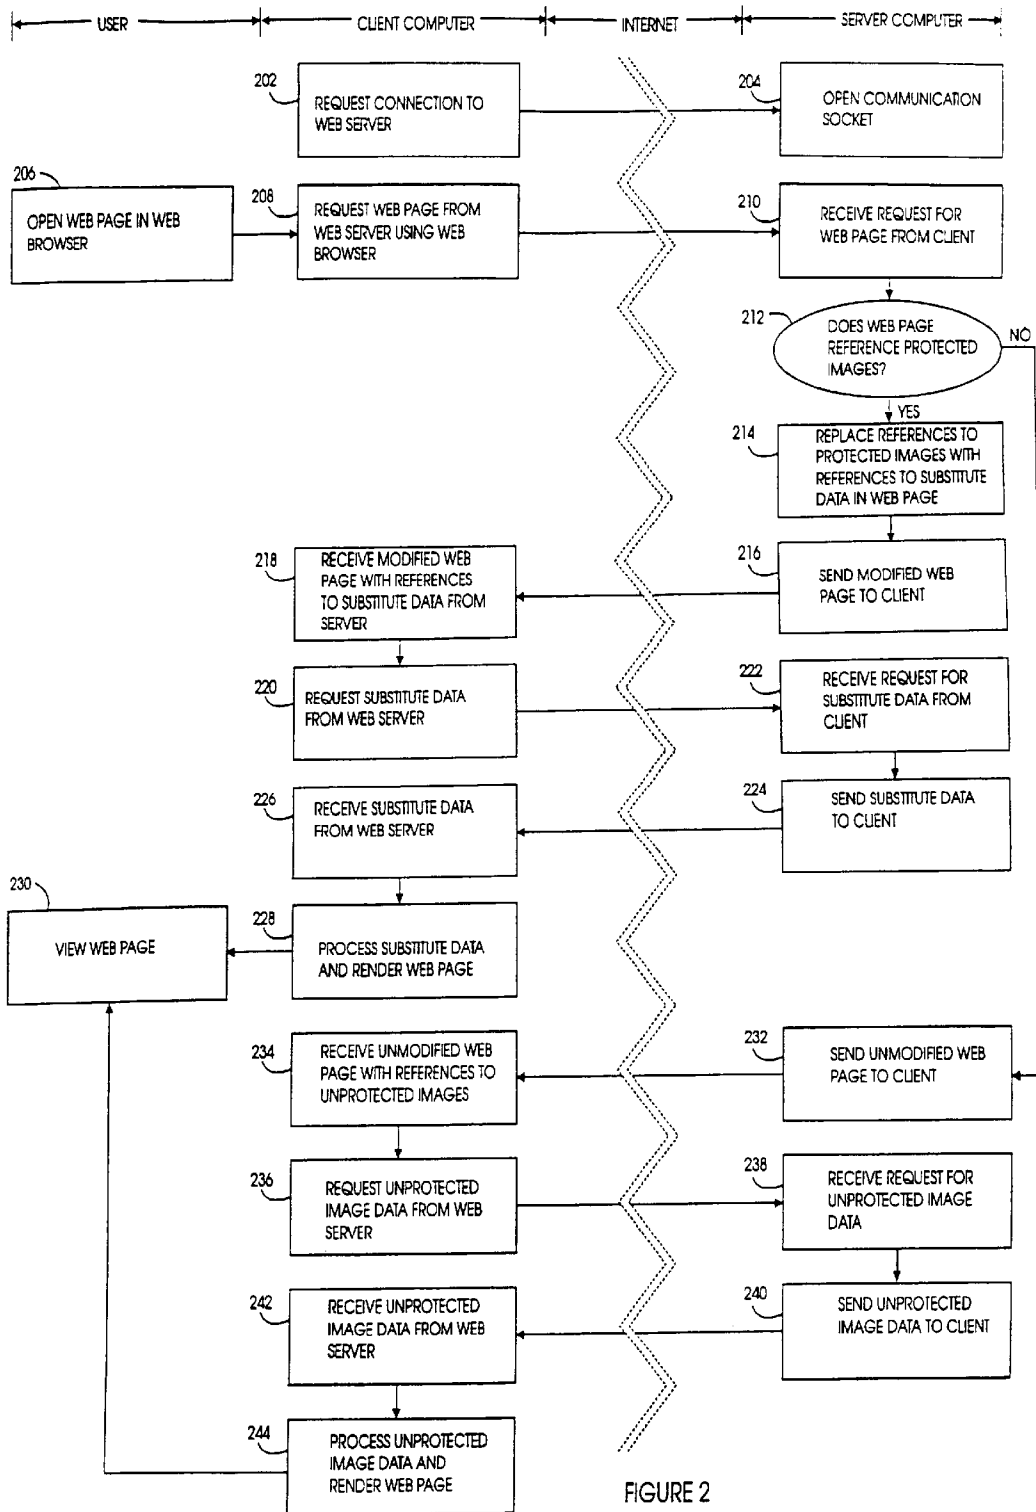 USER
CLIENT COMPUTER
INTERNET
SERVER COMPUTER
202
REQUEST CONNECTION TO
WEB SERVER
204
OPEN COMMUNICATION
SOCKET
206
OPEN WEB PAGE IN WEB
BROWSER
208
REQUEST WEB PAGE FROM
WEB SERVER USING WEB
BROWSER
210
RECEIVE REQUEST FOR
WEB PAGE FROM CLIENT
212
DOES WEB PAGE
REFERENCE PROTECTED
IMAGES?
NO
YES
214
REPLACE REFERENCES TO
PROTECTED IMAGES WITH
REFERENCES TO SUBSTITUTE
DATA IN WEB PAGE
216
SEND MODIFIED WEB
PAGE TO CLIENT
218
RECEIVE MODIFIED WEB
PAGE WITH REFERENCES
TO SUBSTITUTE DATA FROM
SERVER
220
REQUEST SUBSTITUTE DATA
FROM WEB SERVER
222
RECEIVE REQUEST FOR
SUBSTITUTE DATA FROM
CLIENT
224
SEND SUBSTITUTE DATA
TO CLIENT
226
RECEIVE SUBSTITUTE DATA
FROM WEB SERVER
228
PROCESS SUBSTITUTE DATA
AND RENDER WEB PAGE
230
VIEW WEB PAGE
232
SEND UNMODIFIED WEB
PAGE TO CLIENT
234
RECEIVE UNMODIFIED WEB
PAGE WITH REFERENCES TO
UNPROTECTED IMAGES
236
REQUEST UNPROTECTED
IMAGE DATA FROM WEB
SERVER
238
RECEIVE REQUEST FOR
UNPROTECTED IMAGE
DATA
240
SEND UNPROTECTED
IMAGE DATA TO CLIENT
242
RECEIVE UNPROTECTED
IMAGE DATA FROM WEB
SERVER
244
PROCESS UNPROTECTED
IMAGE DATA AND
RENDER WEB PAGE
FIGURE 2